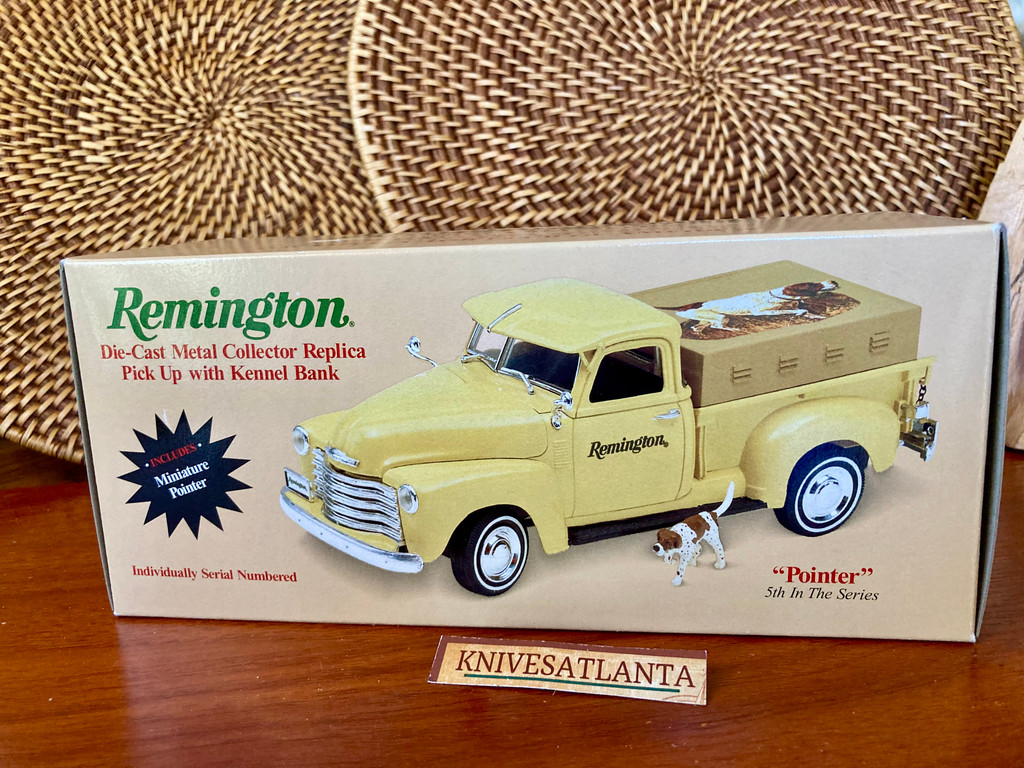 Remington®
Die-Cast Metal Collector Replica
Pick Up with Kennel Bank
• INCLUDES •
Miniature
Pointer
Remington®
Remington
Individually Serial Numbered
"Pointer"
5th In The Series
KNIVESATLANTA